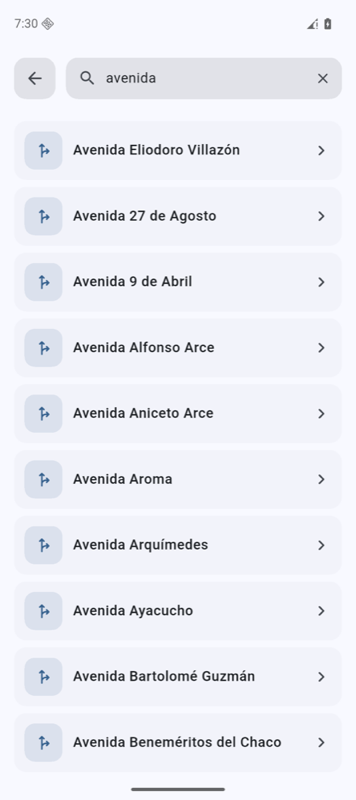 7:30
avenida
Avenida Eliodoro Villazón
Avenida 27 de Agosto
Avenida 9 de Abril
Avenida Alfonso Arce
Avenida Aniceto Arce
Avenida Aroma
Avenida Arquímedes
Avenida Ayacucho
Avenida Bartolomé Guzmán
Avenida Beneméritos del Chaco